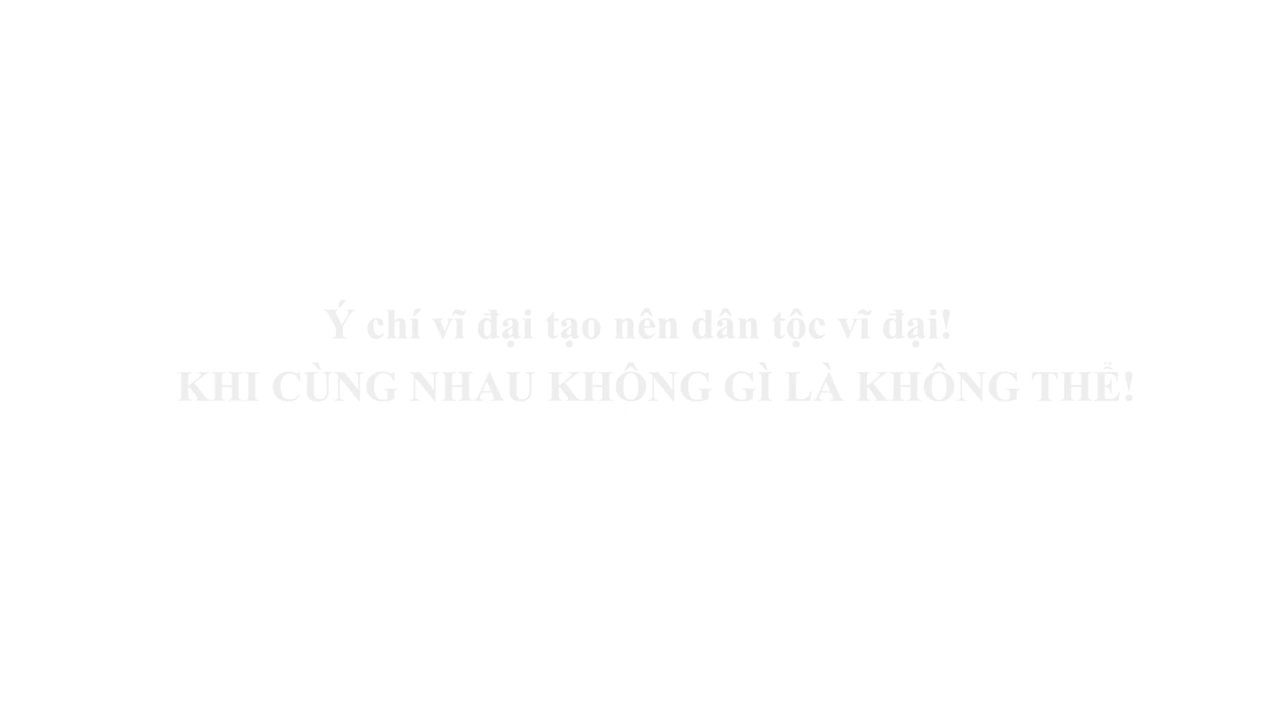 Ý chí vĩ đại tạo nên dân tộc vĩ đại!
KHI CÙNG NHAU KHÔNG GÌ LÀ KHÔNG THỂ!